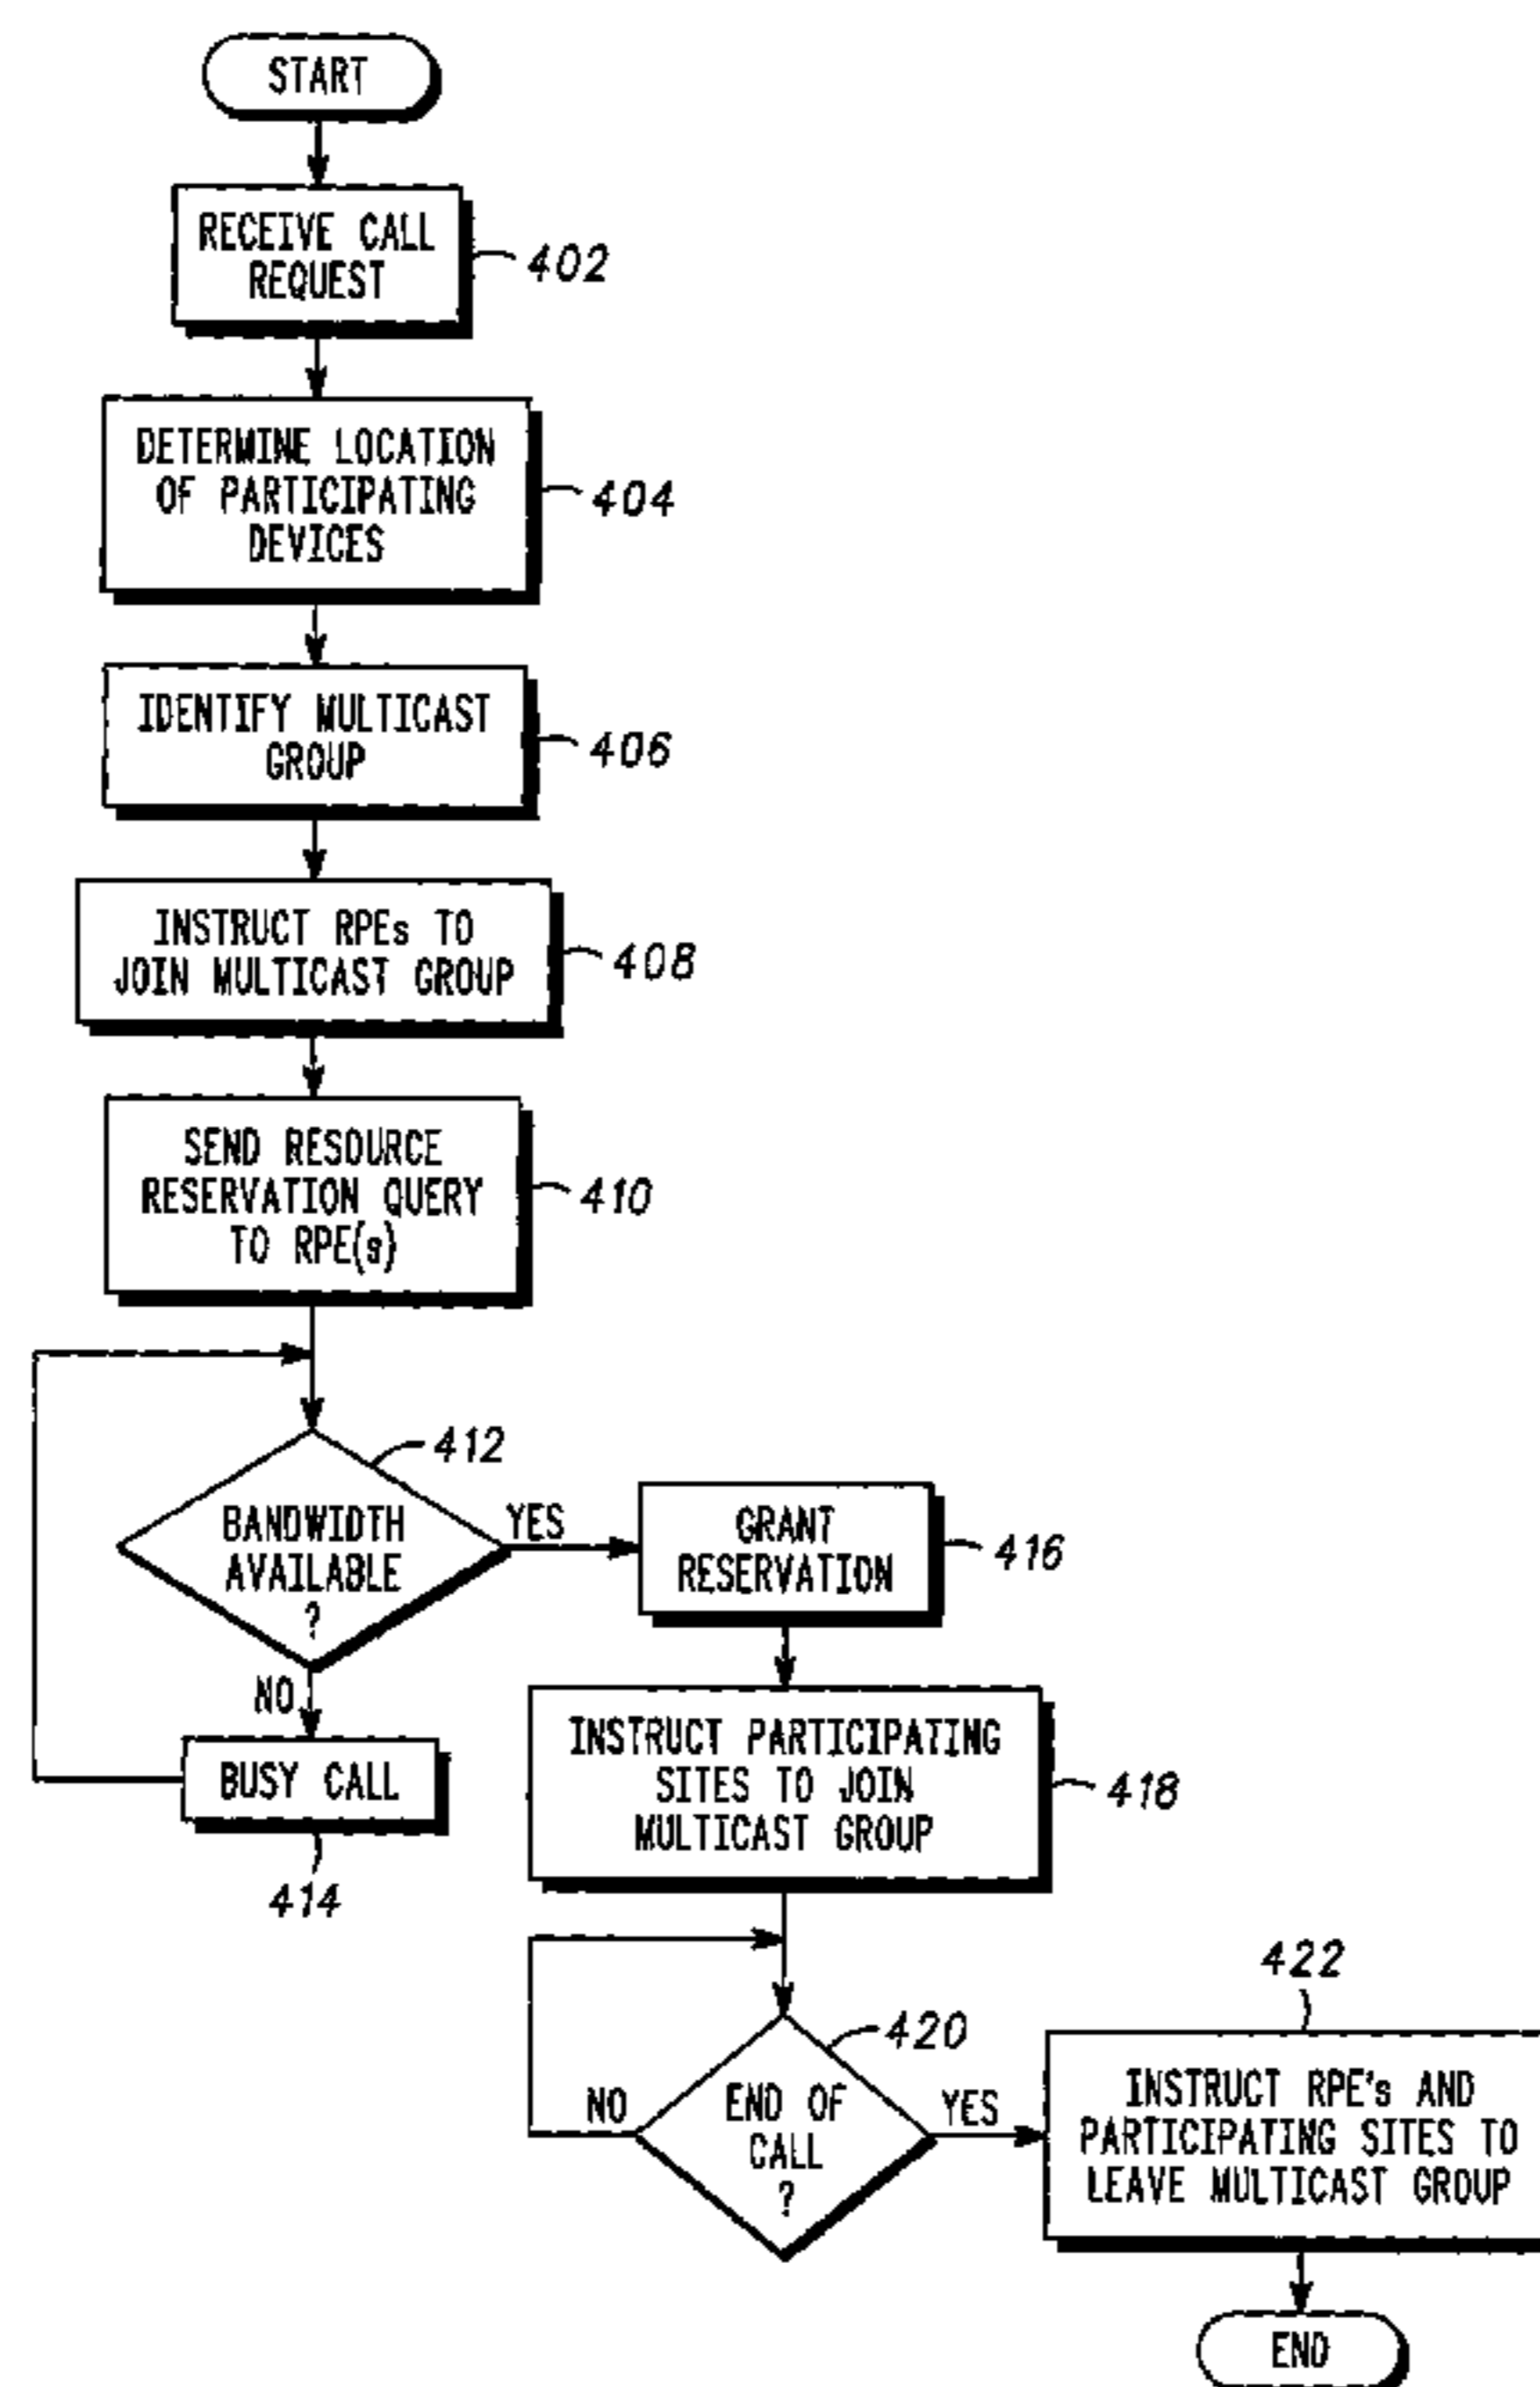 START
RECEIVE CALL
REQUEST
402
DETERMINE LOCATION
OF PARTICIPATING
DEVICES
404
IDENTIFY MULTICAST
GROUP
406
INSTRUCT RPEs TO
JOIN MULTICAST GROUP
408
SEND RESOURCE
RESERVATION QUERY
TO RPE(s)
410
412
BANDWIDTH
AVAILABLE
?
YES
NO
BUSY CALL
414
GRANT
RESERVATION
416
INSTRUCT PARTICIPATING
SITES TO JOIN
MULTICAST GROUP
418
420
END OF
CALL
?
NO
YES
422
INSTRUCT RPE's AND
PARTICIPATING SITES TO
LEAVE MULTICAST GROUP
END